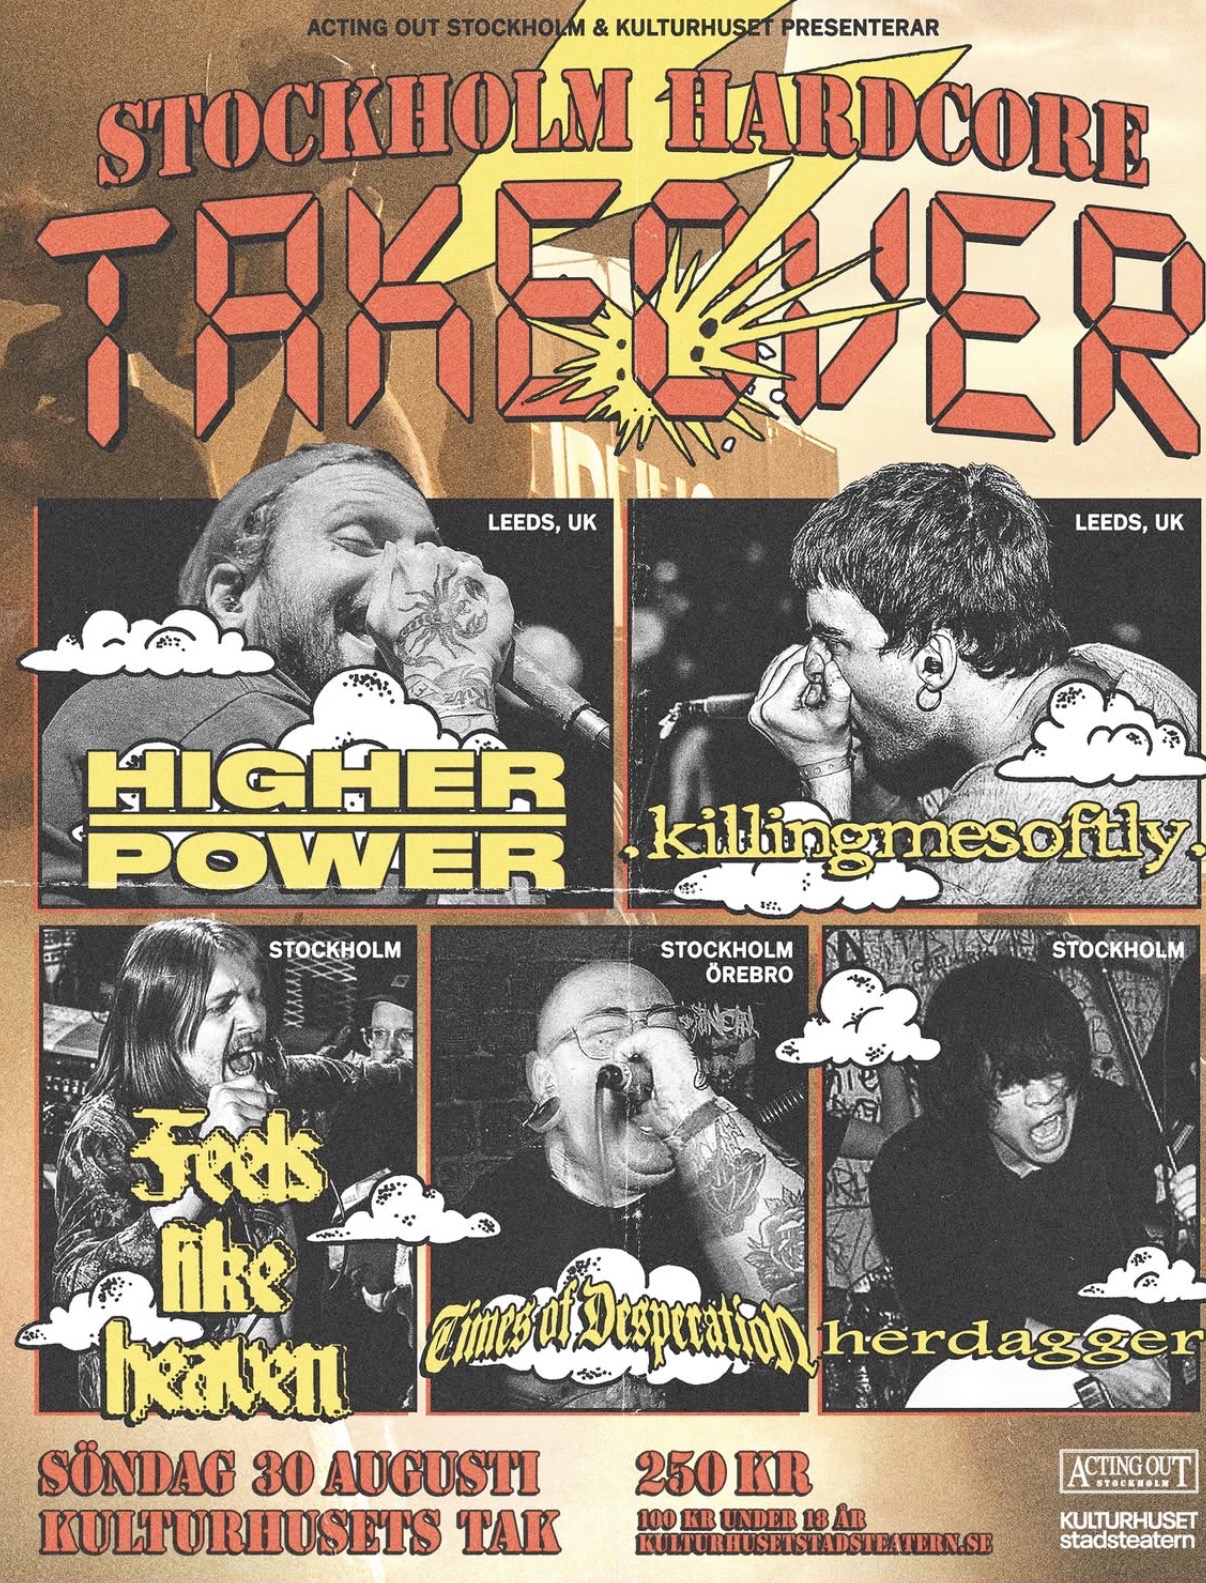 ACTING OUT STOCKHOLM & KULTURHUSET PRESENTERAR
STOCKHOLM HARDCORE
TAKEOVER
LEEDS, UK
HIGHER
POWER
LEEDS, UK
.killingmesoftly.
STOCKHOLM
Feels
like
heaven
STOCKHOLM
ÖREBRO
Times of Desperation
STOCKHOLM
herdagger
SÖNDAG 30 AUGUSTI
KULTURHUSETS TAK
250 KR
100 KR UNDER 18 ÅR
KULTURHUSETSTADSTEATERN.SE
ACTING OUT
STOCKHOLM
KULTURHUSET
stadsteatern